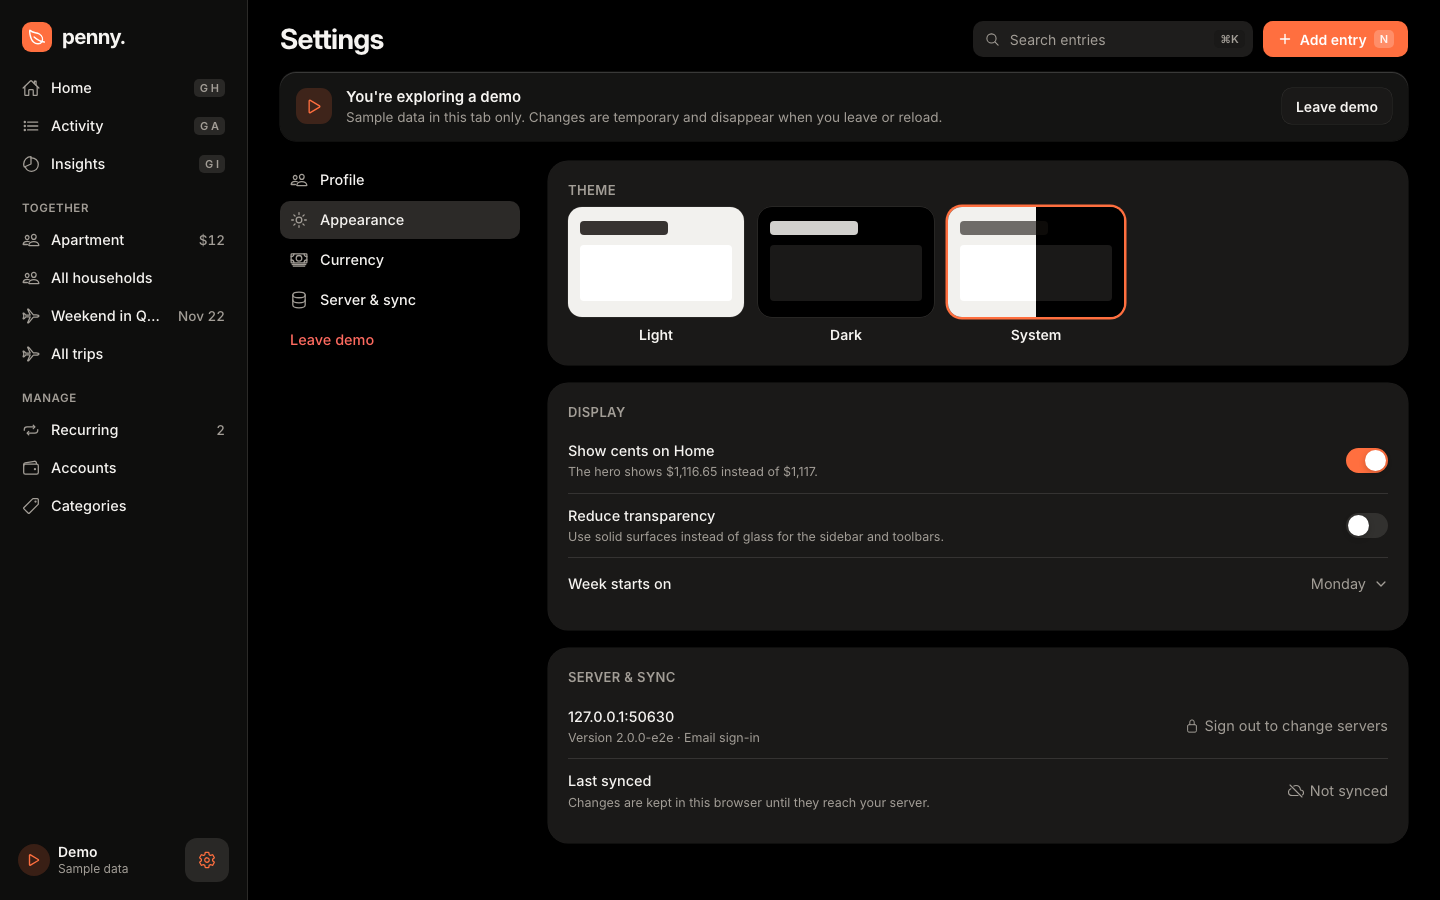 penny.
Home
G H
Activity
G A
Insights
G I
TOGETHER
Apartment
$12
All households
Weekend in Q...
Nov 22
All trips
MANAGE
Recurring
2
Accounts
Categories
Demo
Sample data
Settings
Search entries
⌘K
Add entry
N
You're exploring a demo
Sample data in this tab only. Changes are temporary and disappear when you leave or reload.
Leave demo
Profile
Appearance
Currency
Server & sync
Leave demo
THEME
Light
Dark
System
DISPLAY
Show cents on Home
The hero shows $1,116.65 instead of $1,117.
Reduce transparency
Use solid surfaces instead of glass for the sidebar and toolbars.
Week starts on
Monday
SERVER & SYNC
127.0.0.1:50630
Version 2.0.0-e2e · Email sign-in
Sign out to change servers
Last synced
Changes are kept in this browser until they reach your server.
Not synced